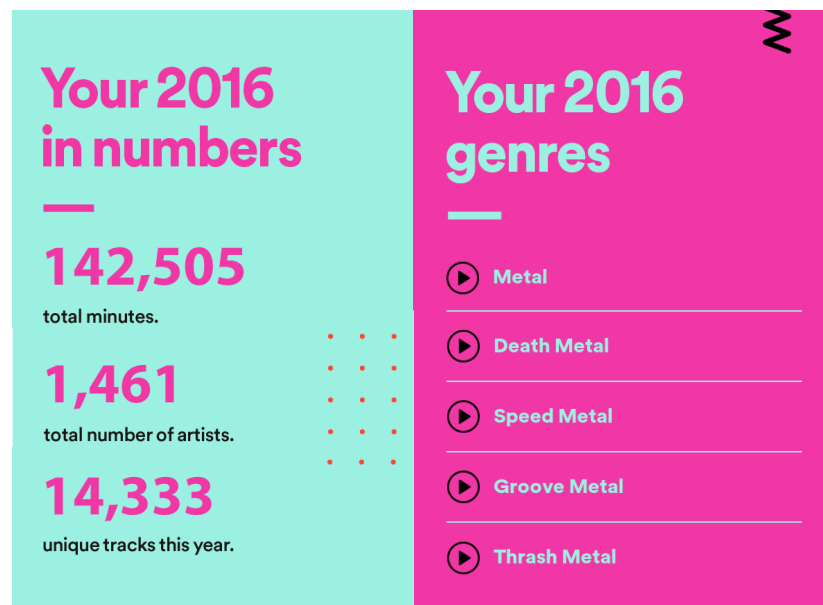 Your 2016
in numbers
142,505
total minutes.
1,461
total number of artists.
14,333
unique tracks this year.
Your 2016
genres
Metal
Death Metal
Speed Metal
Groove Metal
Thrash Metal